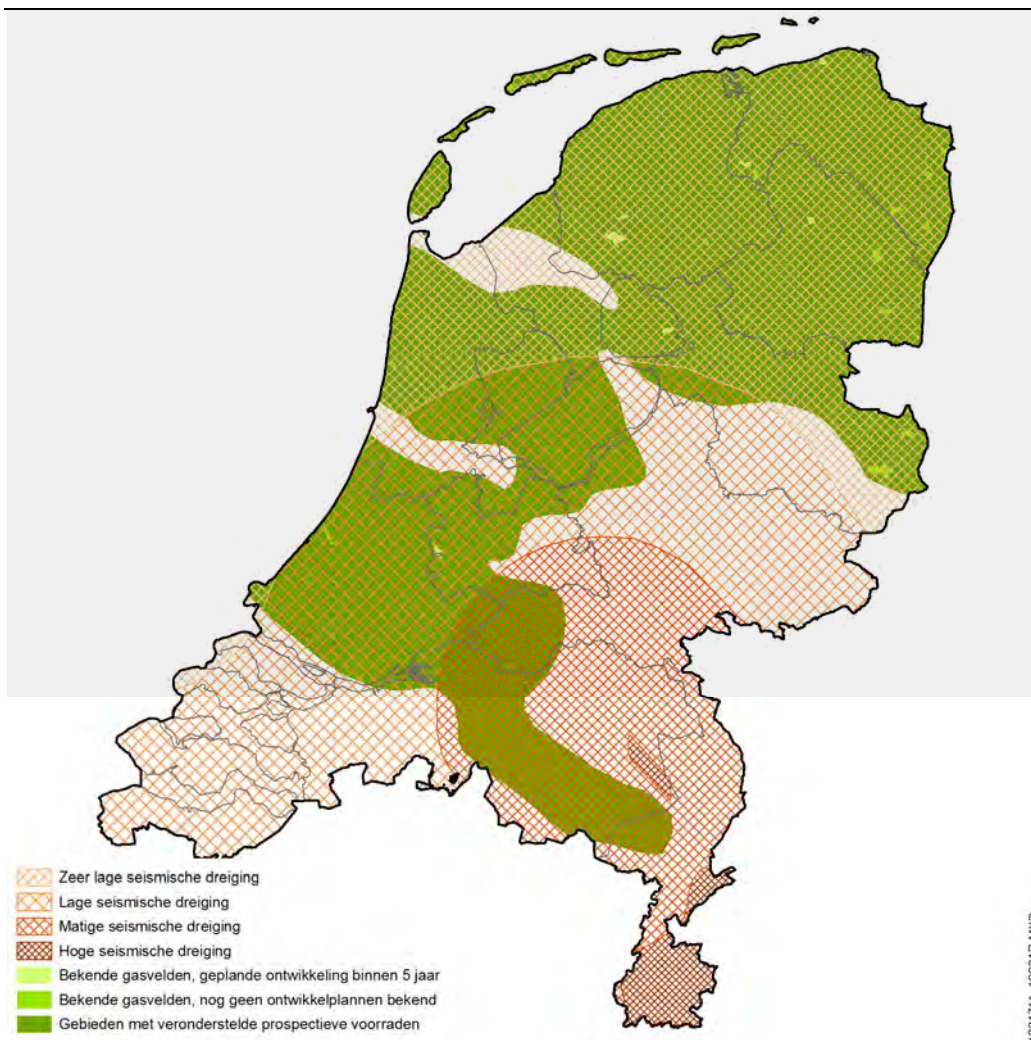 Zeer lage seismische dreiging
Lage seismische dreiging
Matige seismische dreiging
Hoge seismische dreiging
Bekende gasvelden, geplande ontwikkeling binnen 5 jaar
Bekende gasvelden, nog geen ontwikkelplannen bekend
Gebieden met veronderstelde prospectieve voorraden